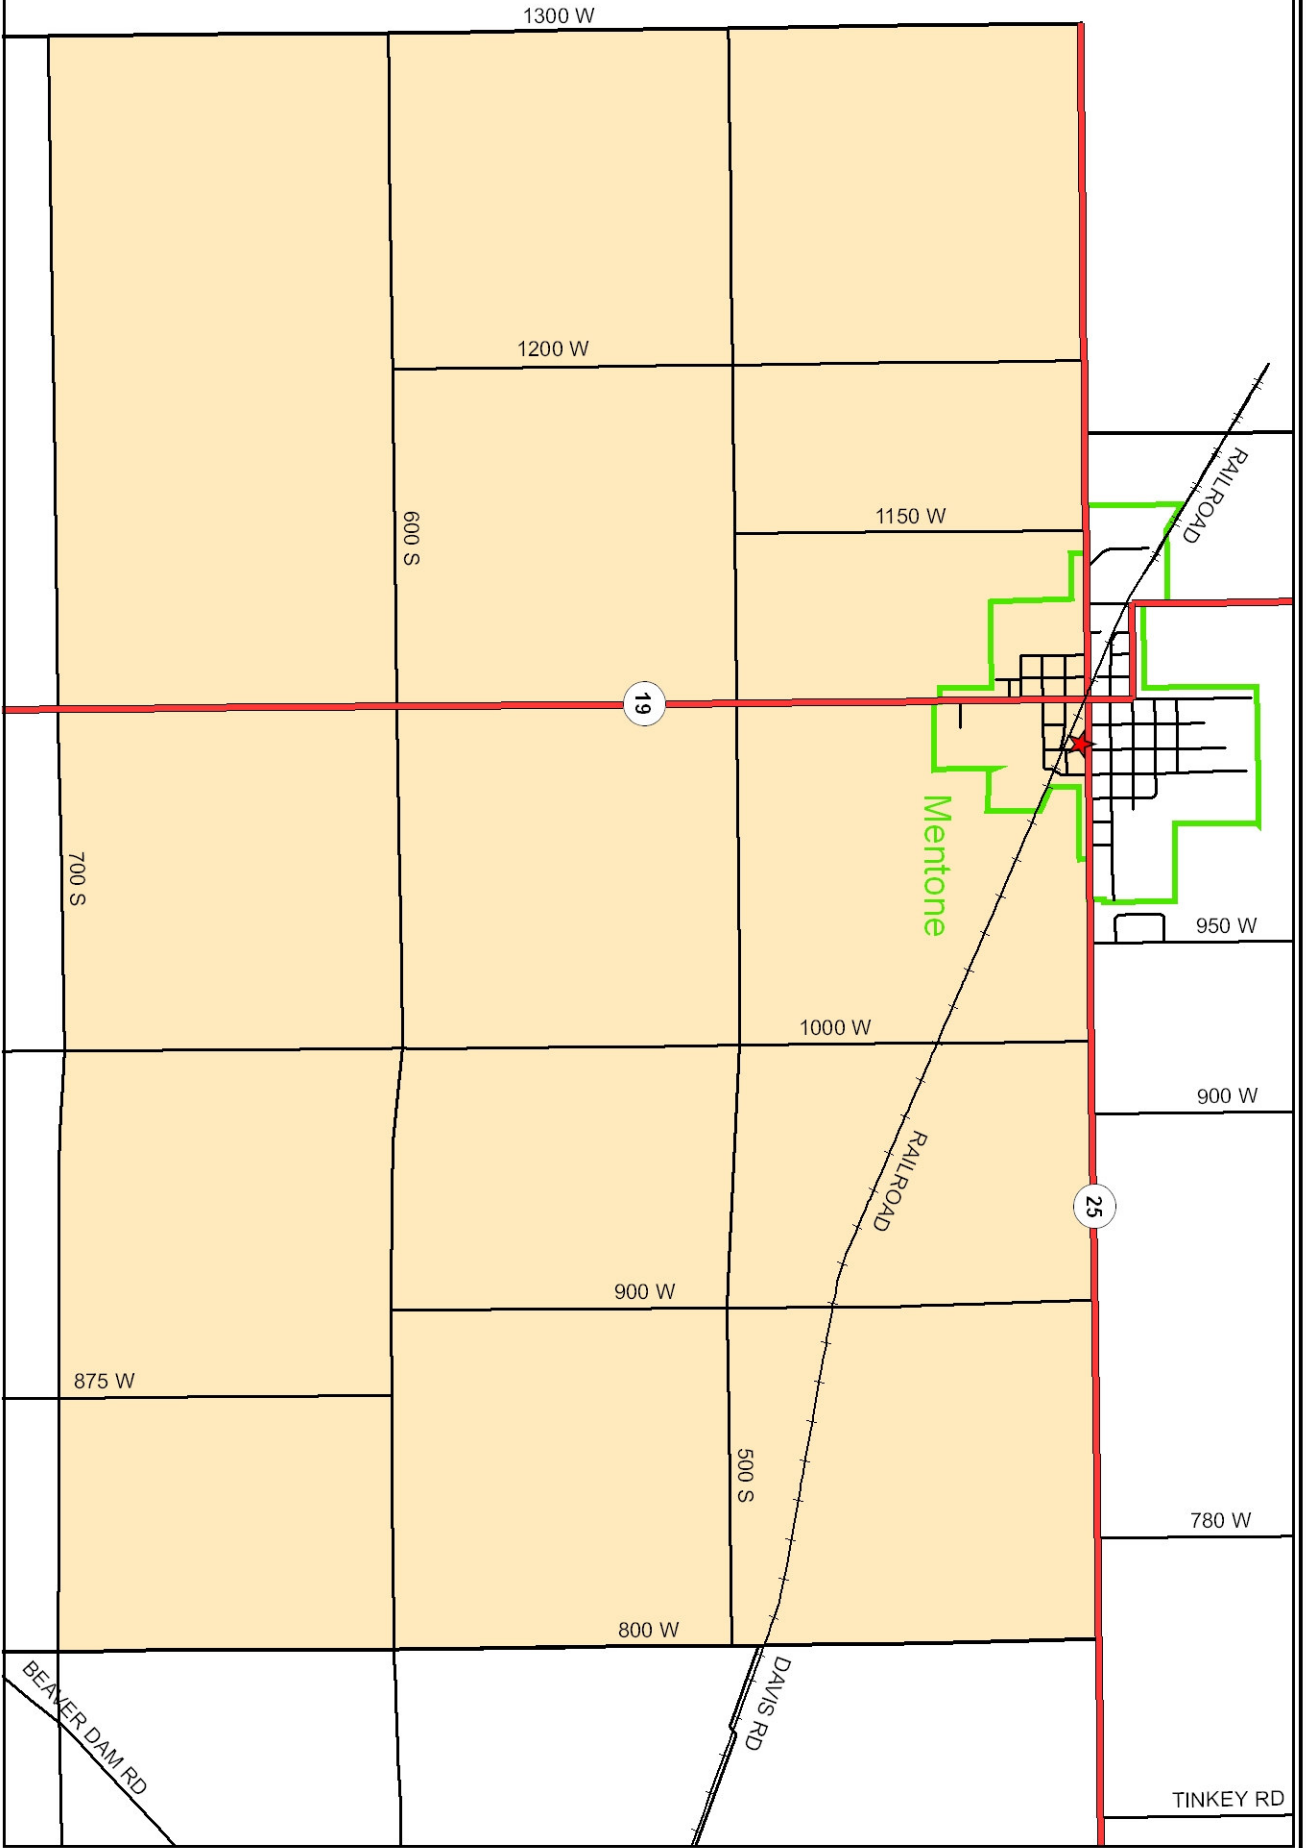 1300 W
1200 W
RAILROAD
600 S
1150 W
19
Mentone
700 S
950 W
1000 W
900 W
RAILROAD
25
900 W
875 W
500 S
780 W
800 W
DAVIS RD
BEAVER DAM RD
TINKEY RD